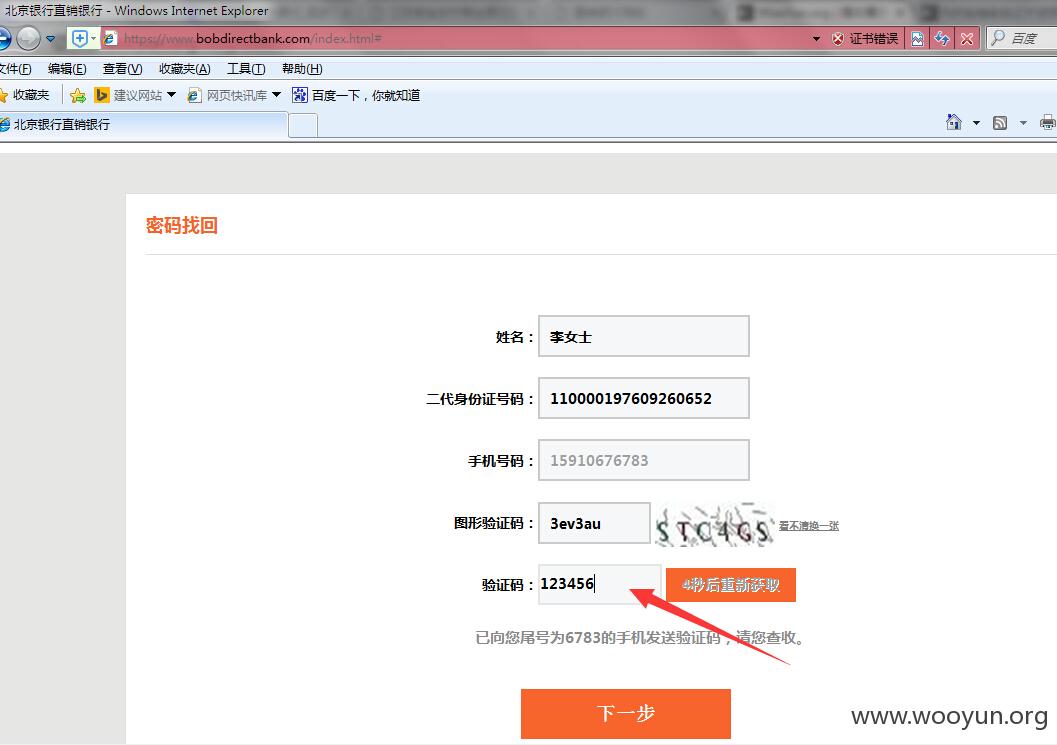 北京银行直销银行 - Windows Internet Explorer
https://www.bobdirectbank.com/index.html#
证书错误
百度
文件(F) 编辑(E) 查看(V) 收藏夹(A) 工具(T) 帮助(H)
收藏夹 建议网站 网页快讯库 百度一下，你就知道
北京银行直销银行
密码找回
姓名： 李女士
二代身份证号码： 110000197609260652
手机号码： 15910676783
图形验证码： 3ev3au STC4GS 看不清换一张
验证码： 123456 4秒后重新获取
已向您尾号为6783的手机发送验证码，请您查收。
下一步
www.wooyun.org